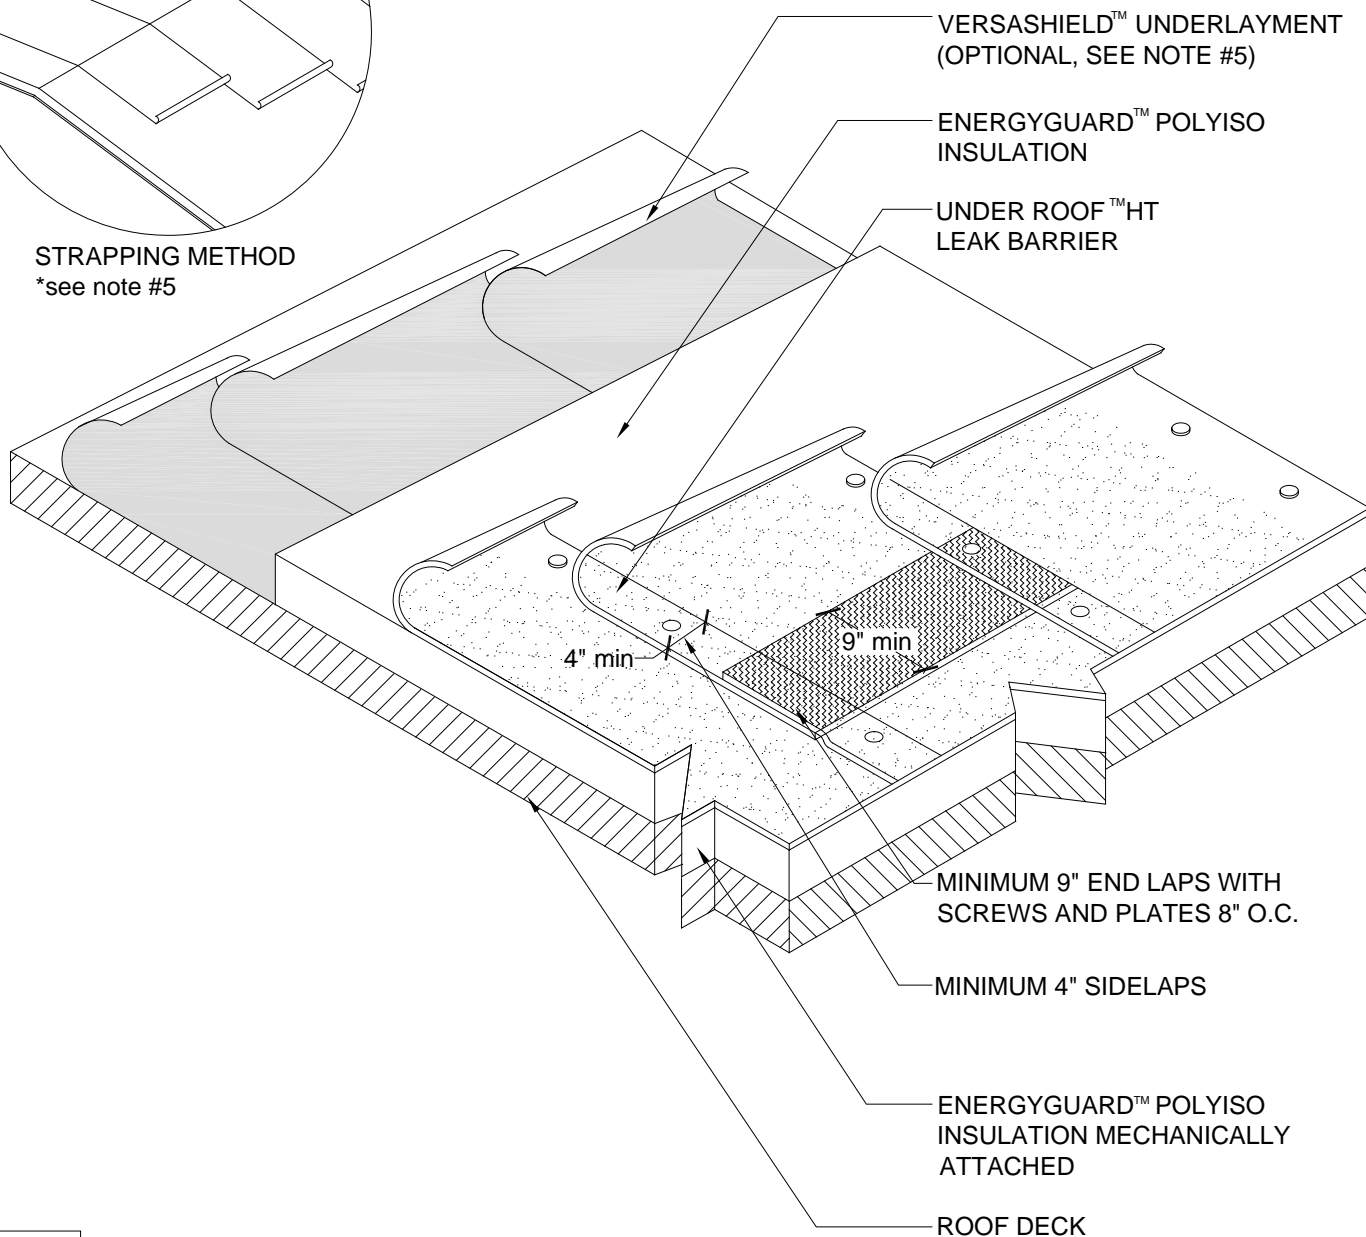 VERSASHIELD™ UNDERLAYMENT
(OPTIONAL, SEE NOTE #5)
ENERGYGUARD™ POLYISO
INSULATION
UNDER ROOF™HT
LEAK BARRIER
STRAPPING METHOD
*see note #5
4" min
9" min
MINIMUM 9" END LAPS WITH
SCREWS AND PLATES 8" O.C.
MINIMUM 4" SIDELAPS
ENERGYGUARD™ POLYISO
INSULATION MECHANICALLY
ATTACHED
ROOF DECK